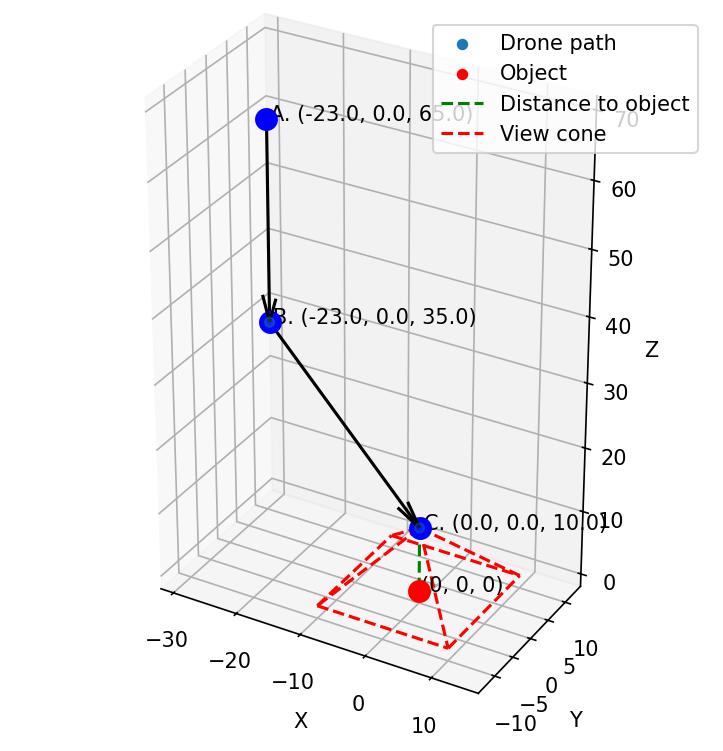 Drone path
Object
Distance to object
View cone
A. (-23.0, 0.0, 65.0)
B. (-23.0, 0.0, 35.0)
C. (0.0, 0.0, 10.0)
(0, 0, 0)
70
60
50
40
30
20
10
0
Z
−30
−20
−10
0
10
X
−10
−5
0
5
10
Y